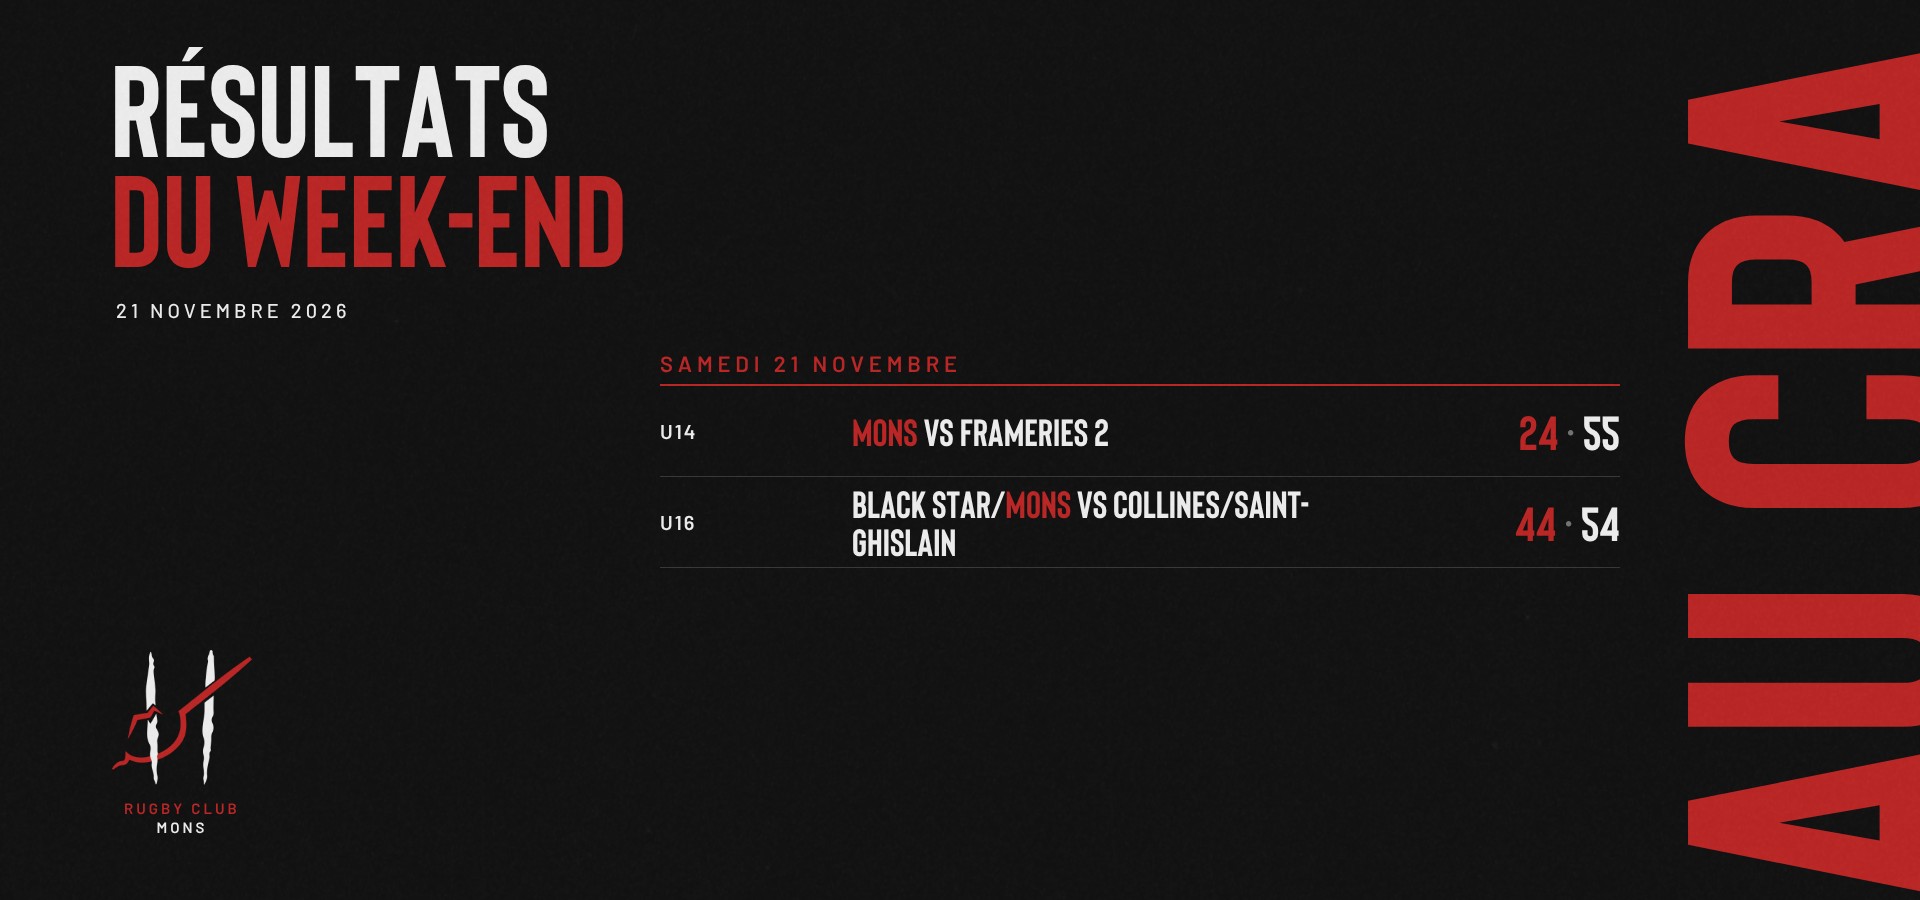 RÉSULTATS
DU WEEK-END
21 NOVEMBRE 2026
SAMEDI 21 NOVEMBRE
U14 MONS VS FRAMERIES 2 24 · 55
U16 BLACK STAR/MONS VS COLLINES/SAINT-
GHISLAIN 44 · 54
RUGBY CLUB
MONS
AU CRA